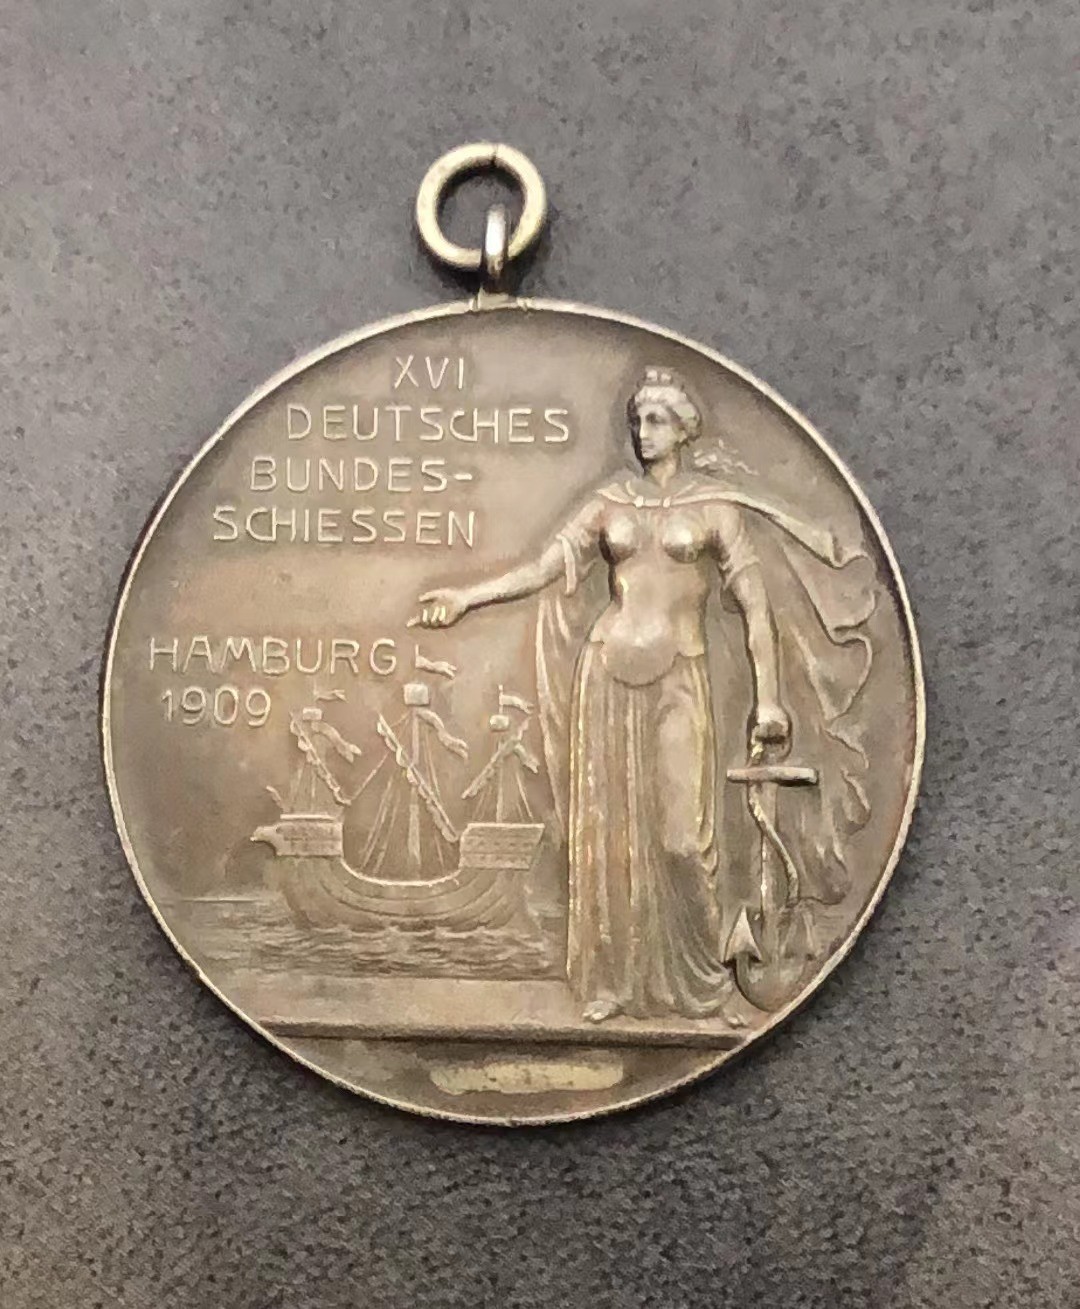 XVI
DEUTSCHES
BUNDES-
SCHIESSEN
HAMBURG
1909